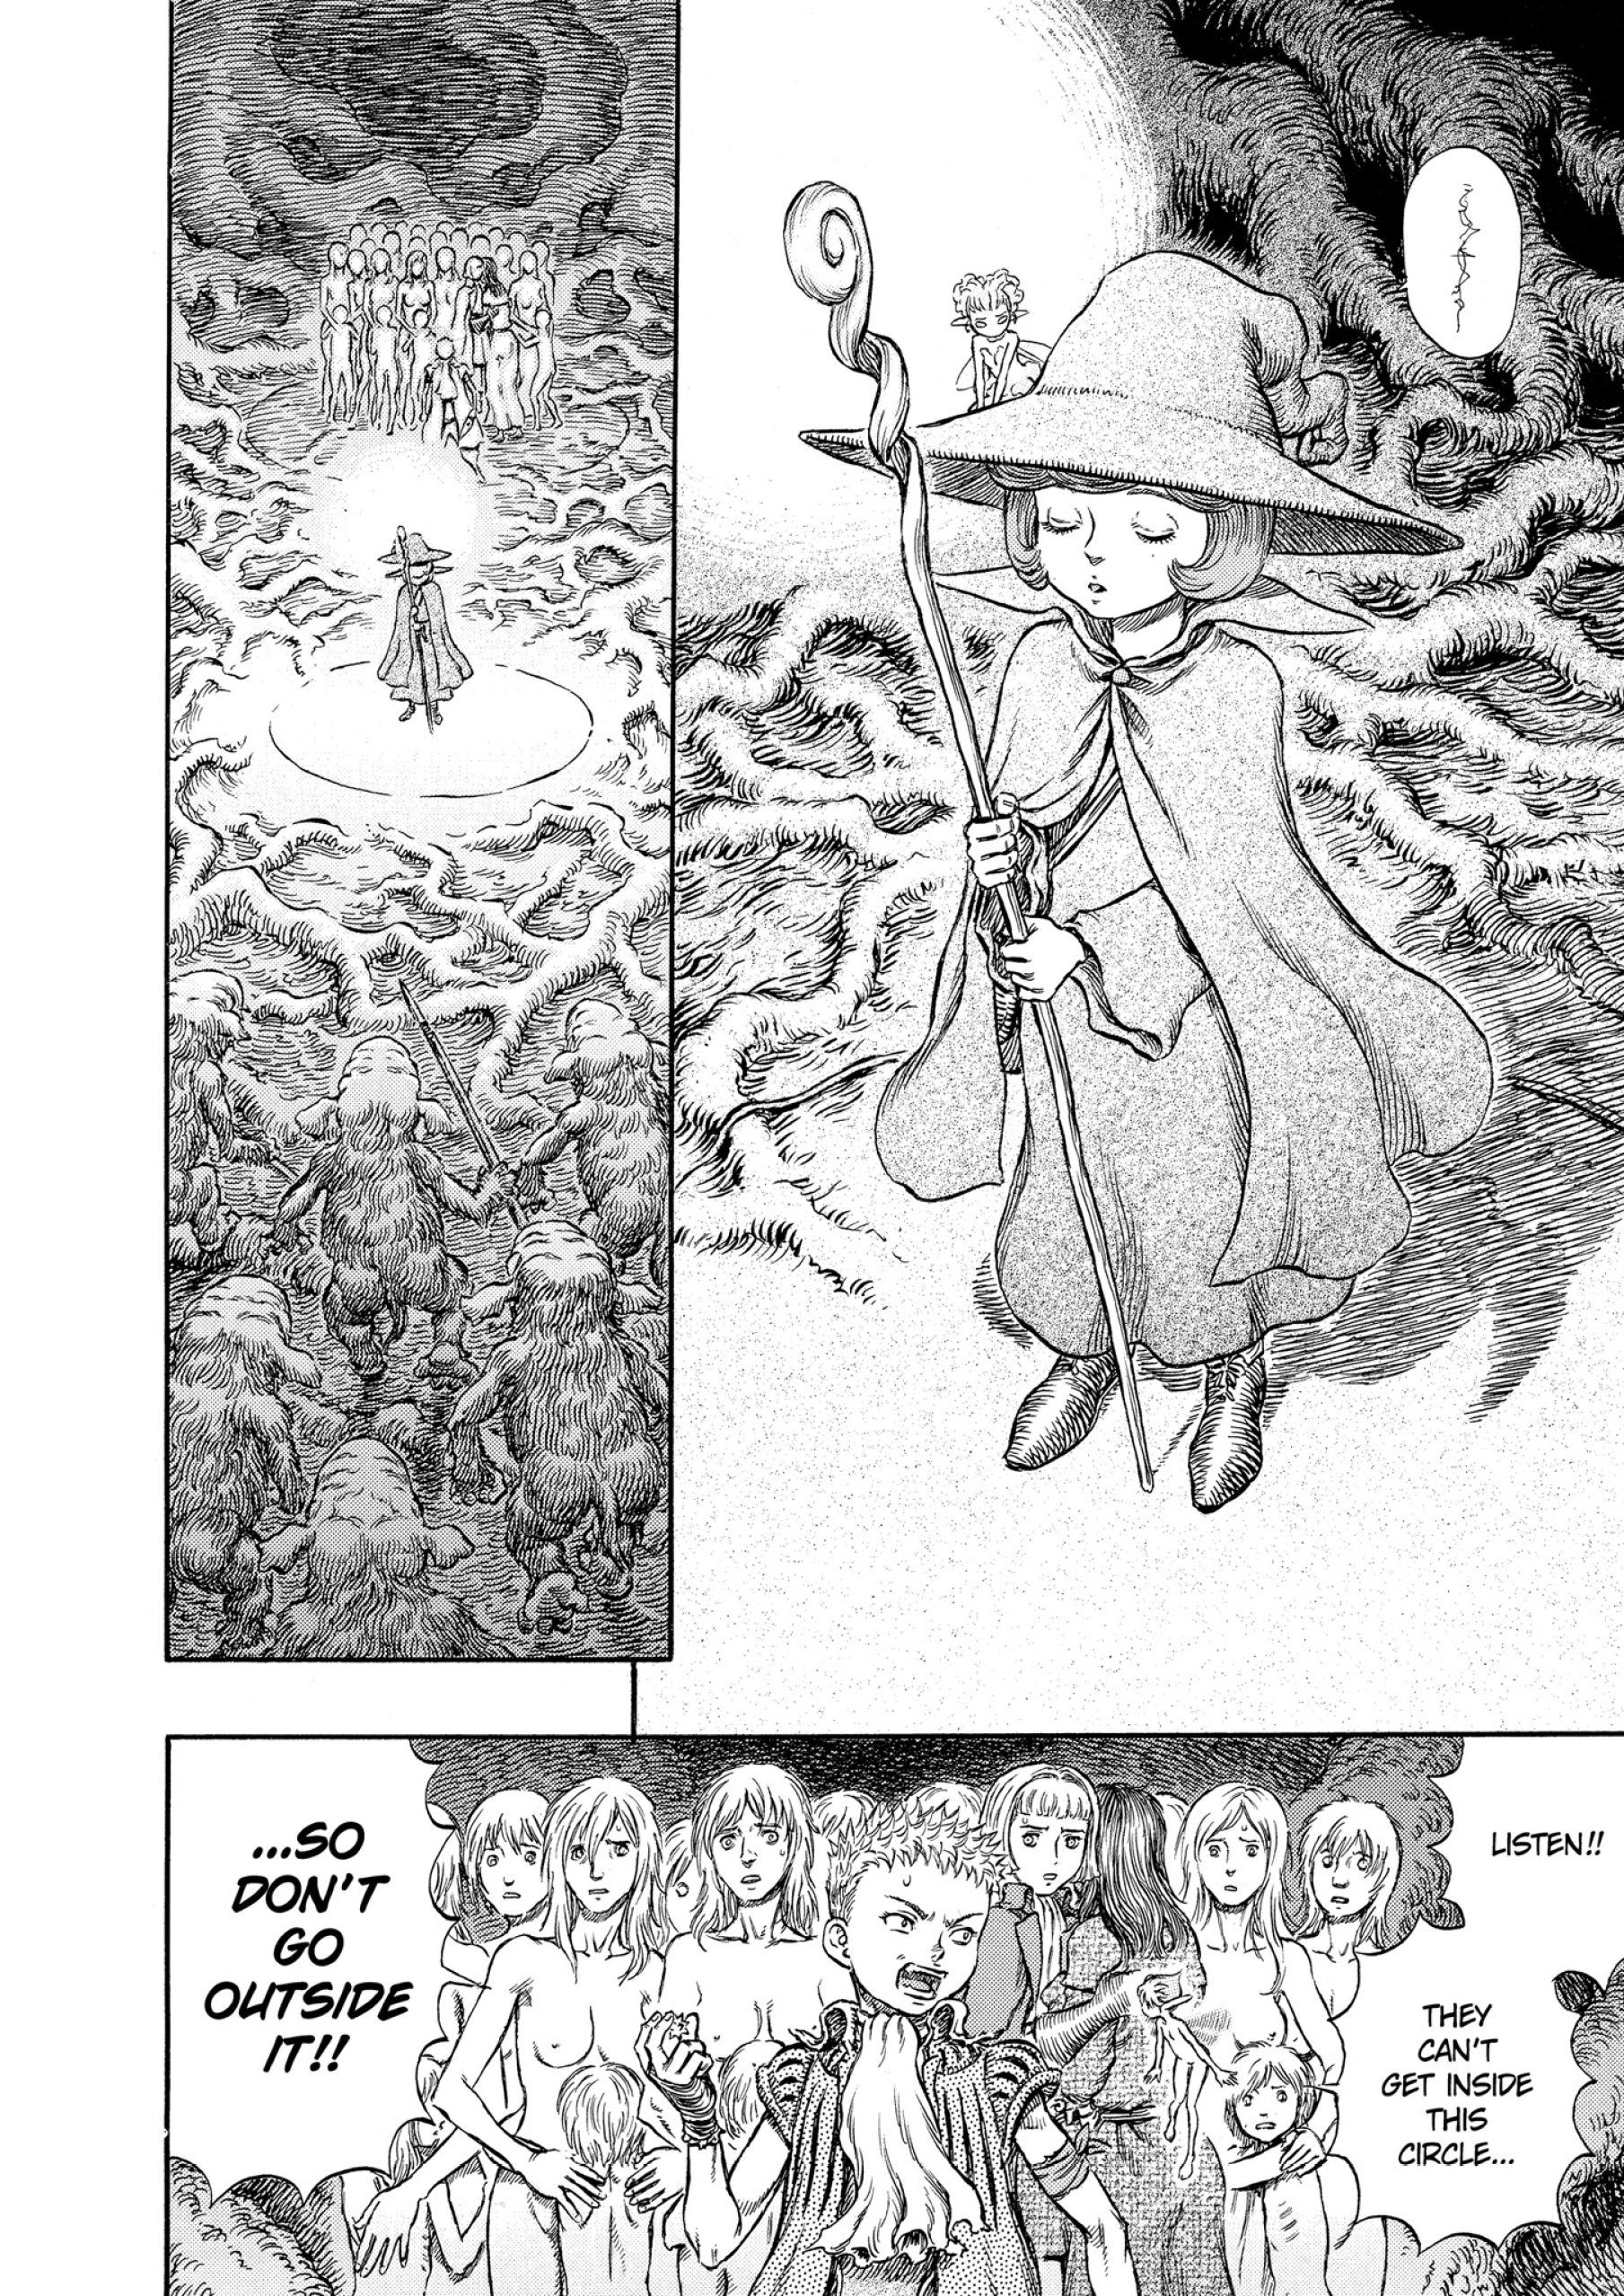 LISTEN!!
THEY
CAN'T
GET INSIDE
THIS
CIRCLE...
...SO
DON'T
GO
OUTSIDE
IT!!